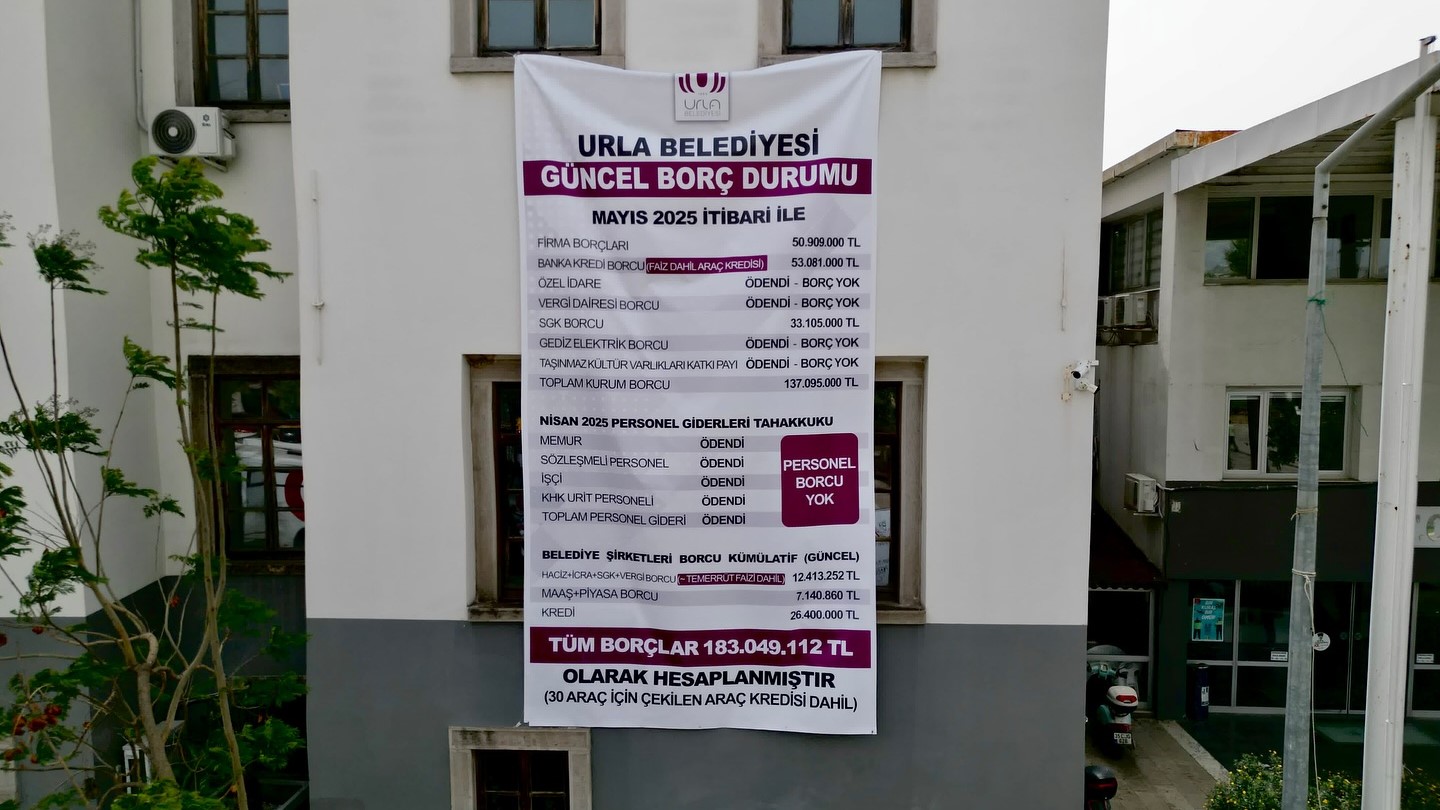 urla
BELEDİYESİ
URLA BELEDİYESİ
GÜNCEL BORÇ DURUMU
MAYIS 2025 İTİBARİ İLE
FİRMA BORÇLARI 50.909.000 TL
BANKA KREDİ BORCU (FAİZ DAHİL ARAÇ KREDİSİ) 53.081.000 TL
ÖZEL İDARE ÖDENDİ - BORÇ YOK
VERGİ DAİRESİ BORCU ÖDENDİ - BORÇ YOK
SGK BORCU 33.105.000 TL
GEDİZ ELEKTRİK BORCU ÖDENDİ - BORÇ YOK
TAŞINMAZ KÜLTÜR VARLIKLARI KATKI PAYI ÖDENDİ - BORÇ YOK
TOPLAM KURUM BORCU 137.095.000 TL
NİSAN 2025 PERSONEL GİDERLERİ TAHAKKUKU
MEMUR ÖDENDİ
SÖZLEŞMELİ PERSONEL ÖDENDİ
İŞÇİ ÖDENDİ
KHK URİT PERSONELİ ÖDENDİ
TOPLAM PERSONEL GİDERİ ÖDENDİ
PERSONEL
BORCU
YOK
BELEDİYE ŞİRKETLERİ BORCU KÜMÜLATİF (GÜNCEL)
HACİZ+İCRA+SGK+VERGİ BORCU (~ TEMERRUT FAİZİ DAHİL) 12.413.252 TL
MAAŞ+PİYASA BORCU 7.140.860 TL
KREDİ 26.400.000 TL
TÜM BORÇLAR 183.049.112 TL
OLARAK HESAPLANMIŞTIR
(30 ARAÇ İÇİN ÇEKİLEN ARAÇ KREDİSİ DAHİL)